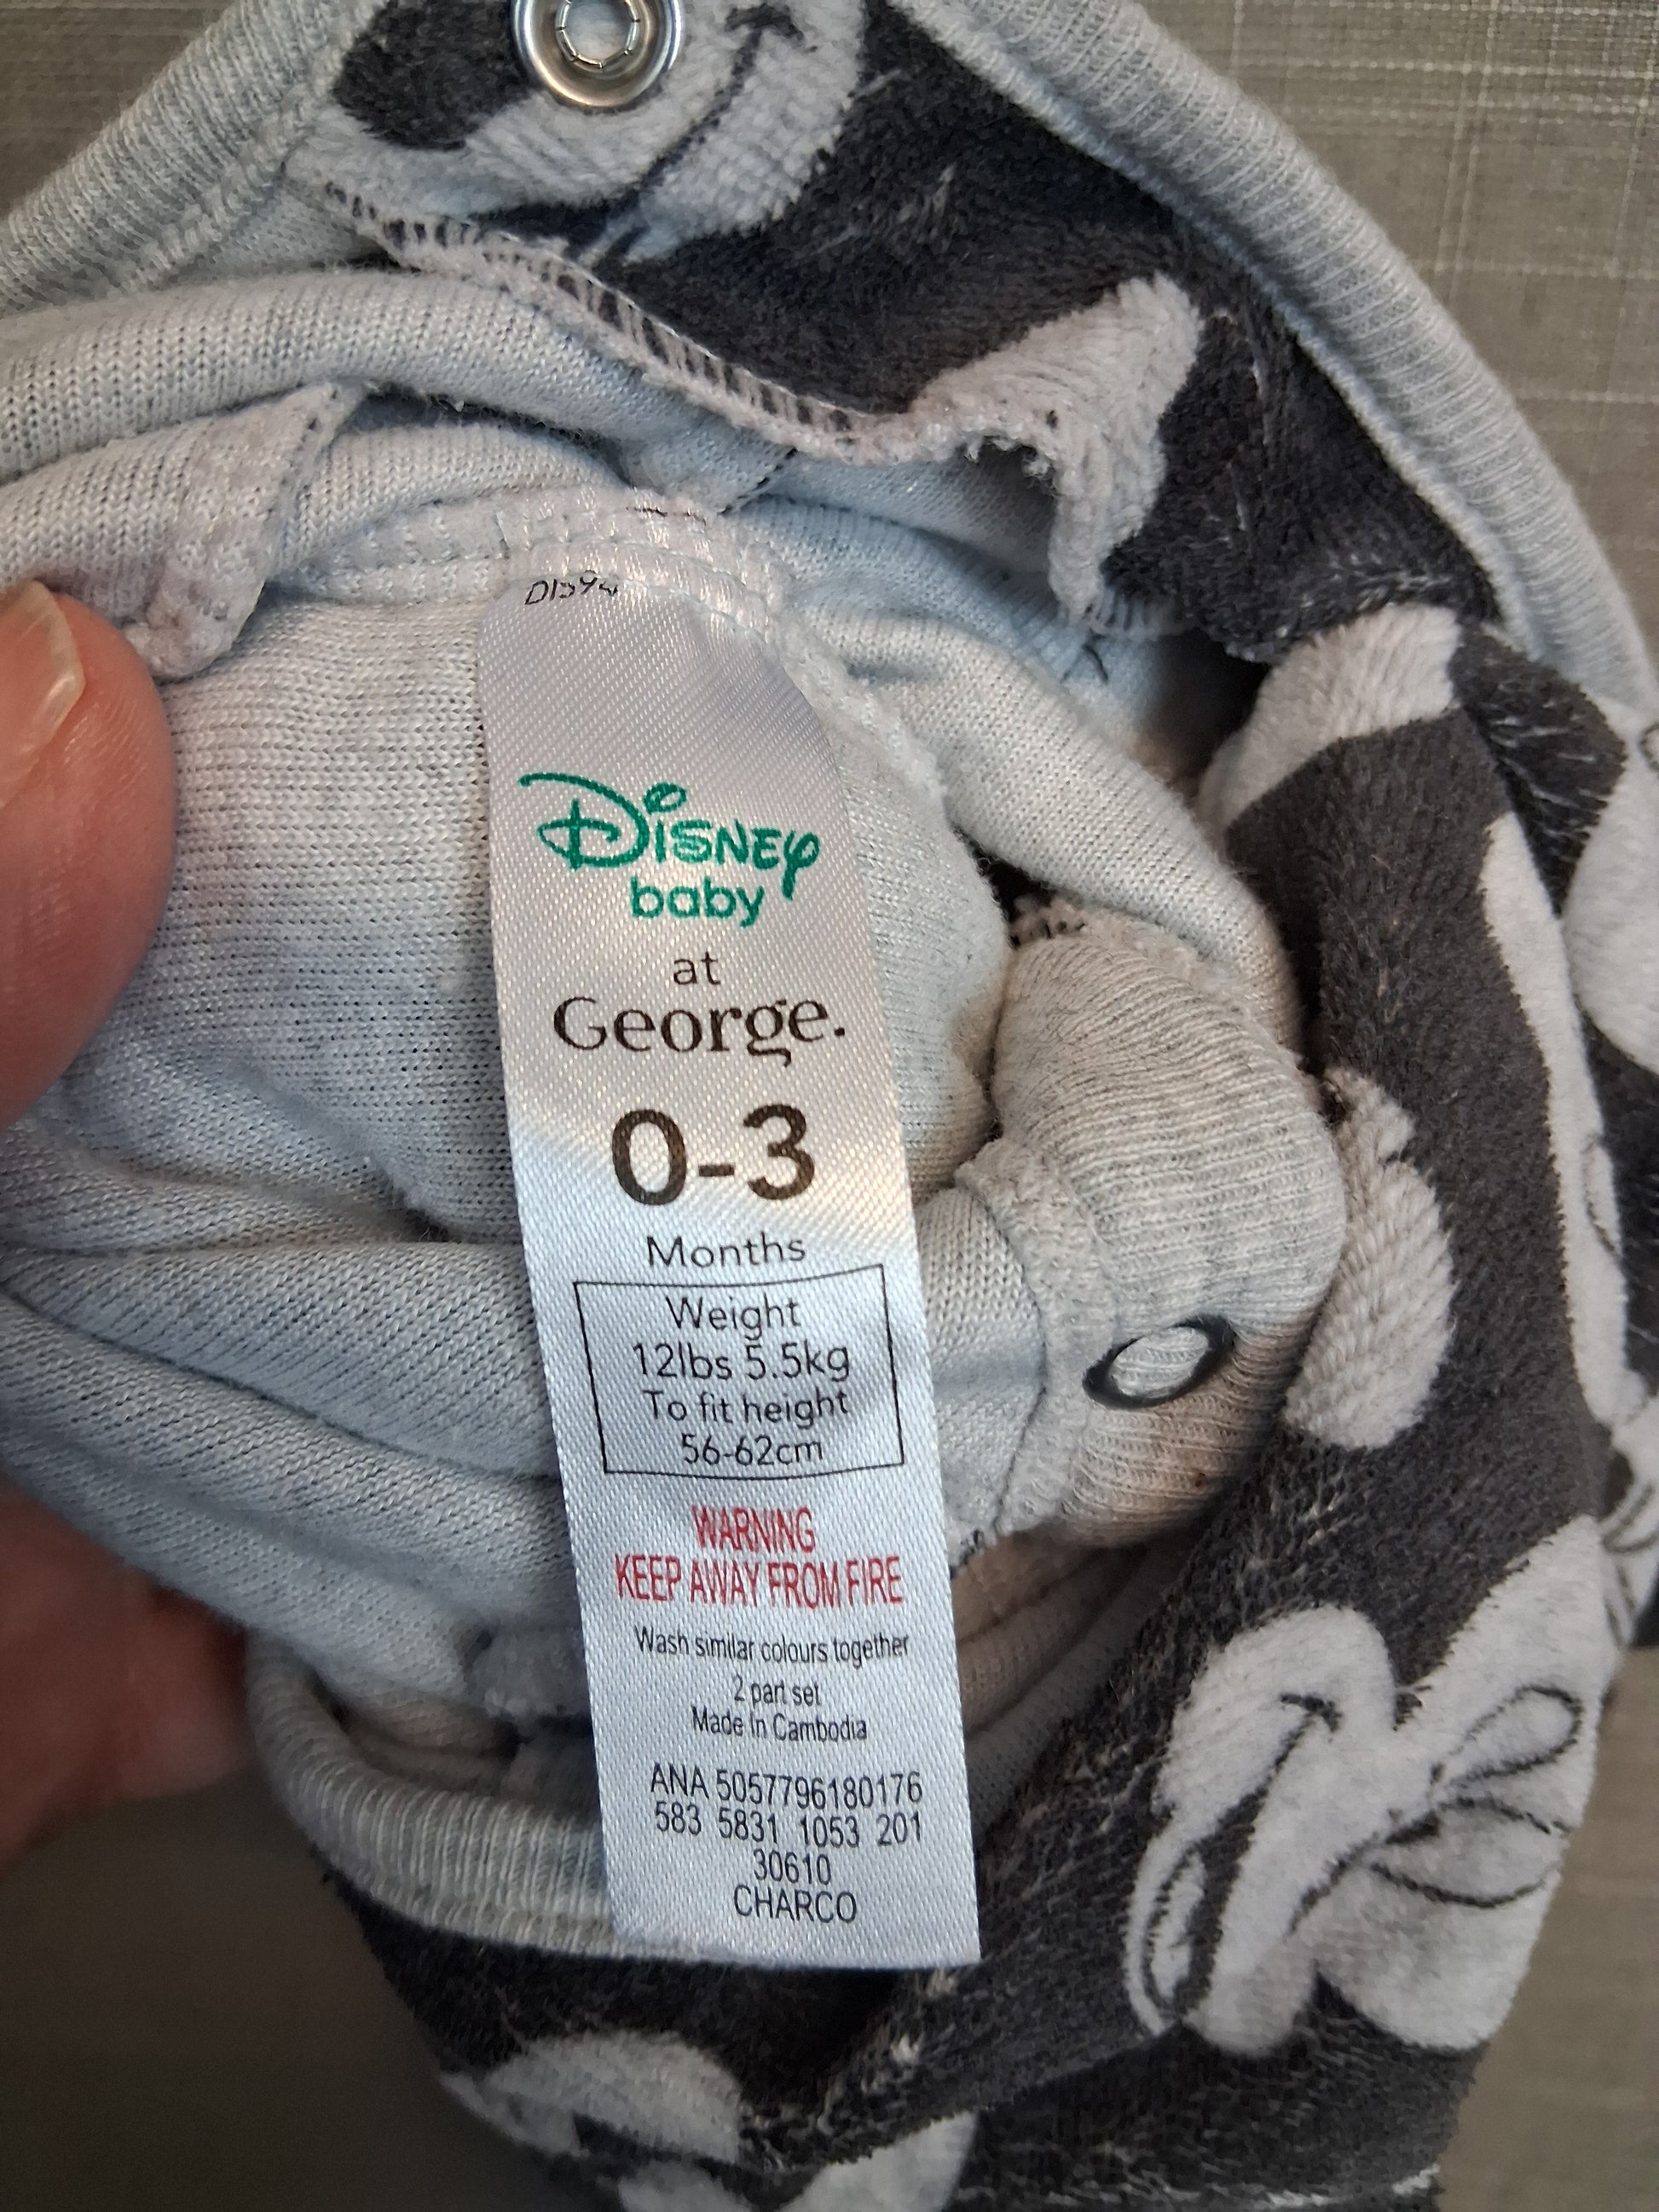 Disney
baby
at
George.
0-3
Months
Weight
12lbs 5.5kg
To fit height
56-62cm
WARNING
KEEP AWAY FROM FIRE
Wash similar colours together
2 part set
Made In Cambodia
ANA 5057796180176
583 5831 1053 201
30610
CHARCO